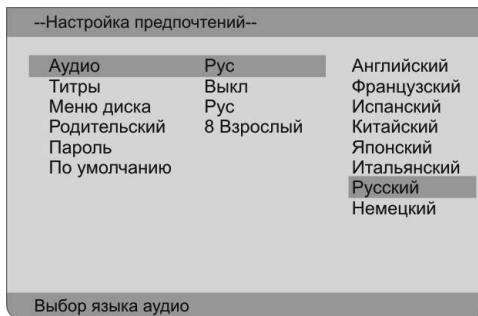 --Настройка предпочтений--
Аудио Рус Английский
Титры Выкл Французский
Меню диска Рус Испанский
Родительский 8 Взрослый Китайский
Пароль Японский
По умолчанию Итальянский
Русский
Немецкий
Выбор языка аудио